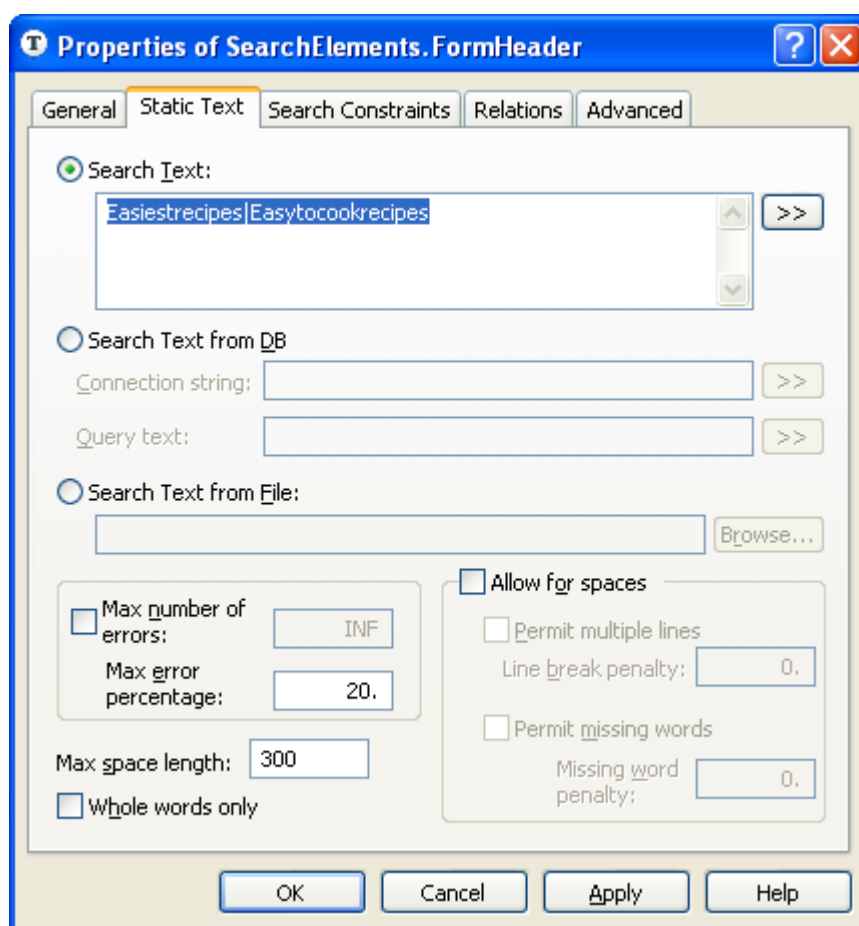 Properties of SearchElements.FormHeader
General Static Text Search Constraints Relations Advanced
Search Text:
Easiestrecipes|Easytocookrecipes
>>
Search Text from DB
Connection string: >>
Query text: >>
Search Text from File:
Browse...
Max number of errors: INF
Max error percentage: 20.
Max space length: 300
Whole words only
Allow for spaces
Permit multiple lines
Line break penalty: 0.
Permit missing words
Missing word penalty: 0.
OK Cancel Apply Help